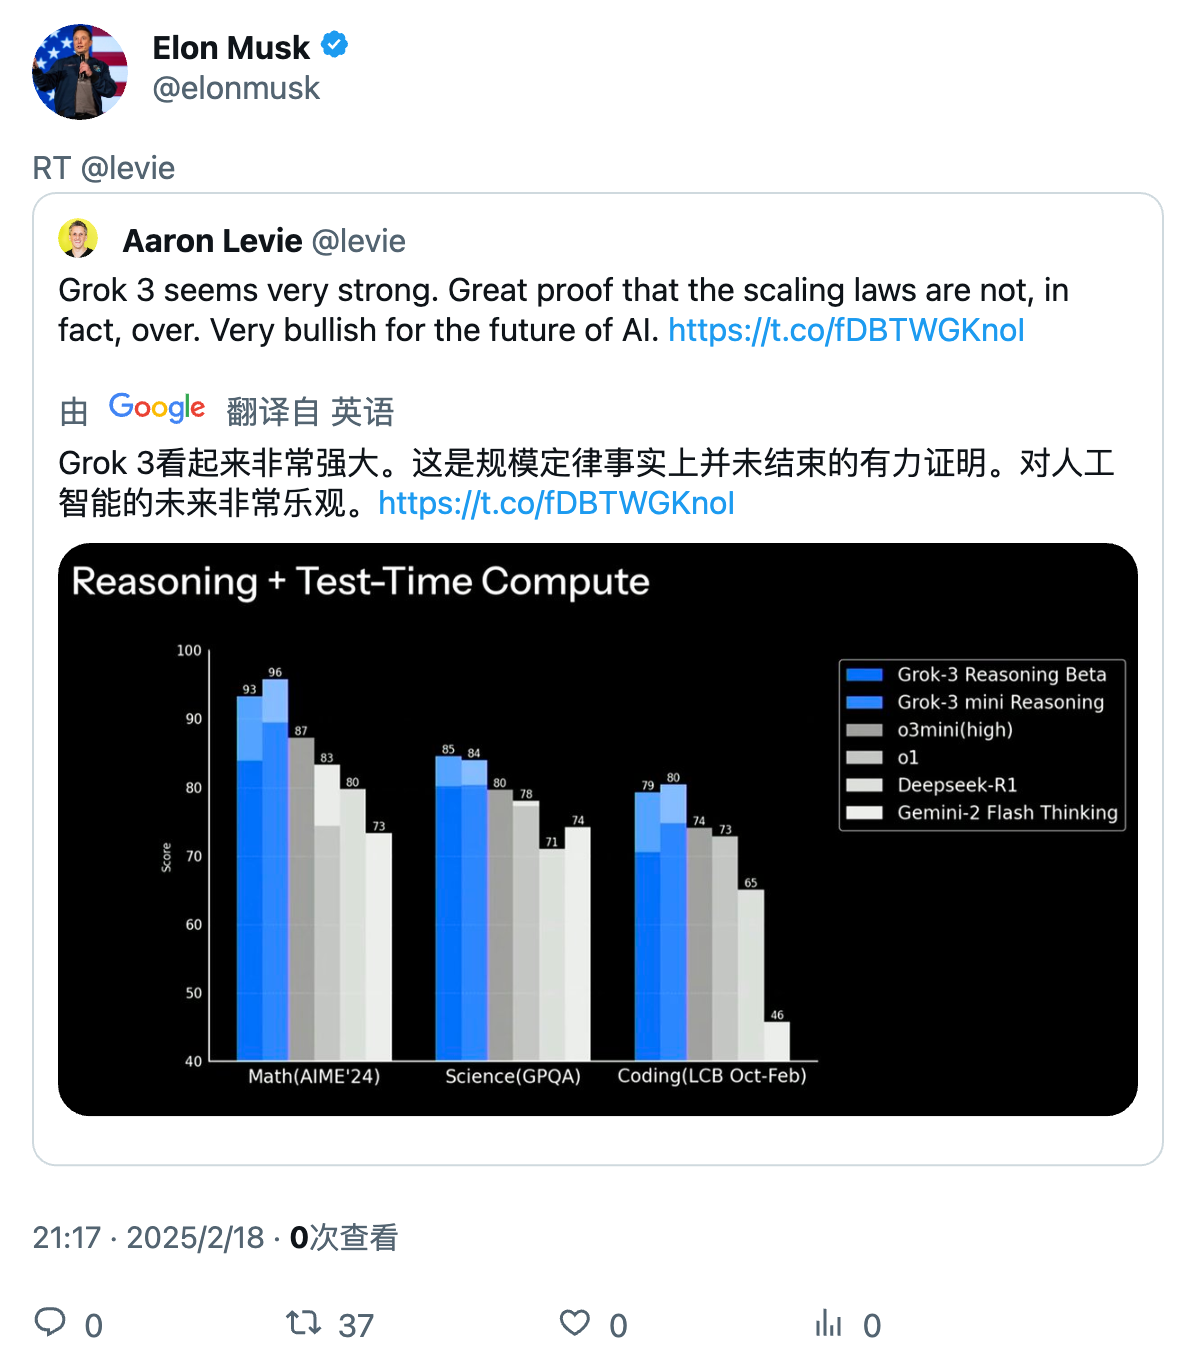 Elon Musk
@elonmusk
RT @levie
Aaron Levie @levie
Grok 3 seems very strong. Great proof that the scaling laws are not, in
fact, over. Very bullish for the future of AI. https://t.co/fDBTWGKnoI
由 Google 翻译自 英语
Grok 3看起来非常强大。这是规模定律事实上并未结束的有力证明。对人工
智能的未来非常乐观。https://t.co/fDBTWGKnoI
Reasoning + Test-Time Compute
100
90
80
70
60
50
40
Score
93
96
87
83
80
73
85
84
80
78
71
74
79
80
74
73
65
46
Math(AIME'24)
Science(GPQA)
Coding(LCB Oct-Feb)
Grok-3 Reasoning Beta
Grok-3 mini Reasoning
o3mini(high)
o1
Deepseek-R1
Gemini-2 Flash Thinking
21:17 · 2025/2/18 · 0次查看
0
37
0
0